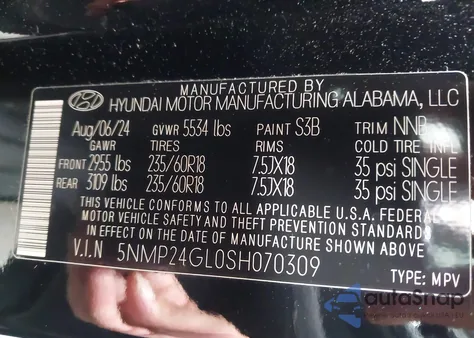 MANUFACTURED BY
HYUNDAI MOTOR MANUFACTURING ALABAMA, LLC
Aug/06/24 GVWR 5534 lbs PAINT S3B TRIM NNB
GAWR TIRES RIMS COLD TIRE INFL
FRONT 2955 lbs 235/60R18 7.5JX18 35 psi SINGLE
REAR 3109 lbs 235/60R18 7.5JX18 35 psi SINGLE
THIS VEHICLE CONFORMS TO ALL APPLICABLE U.S.A. FEDERAL
MOTOR VEHICLE SAFETY AND THEFT PREVENTION STANDARDS
IN EFFECT ON THE DATE OF MANUFACTURE SHOWN ABOVE.
V.I.N 5NMP24GL0SH070309
TYPE: MPV
autoSnap